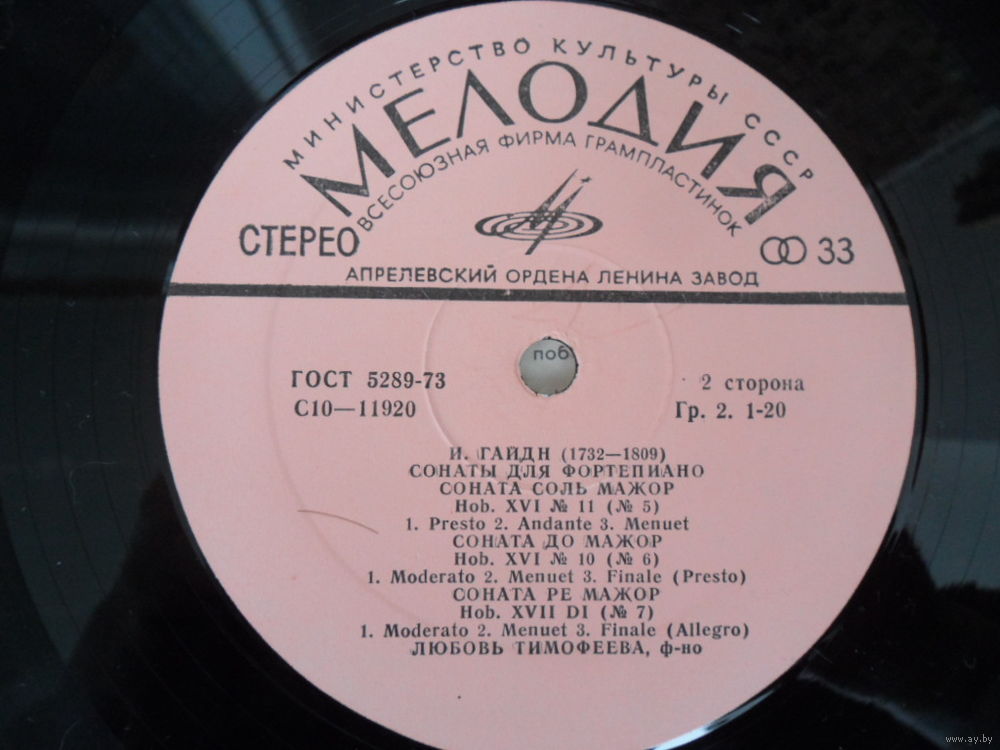 МИНИСТЕРСТВО КУЛЬТУРЫ СССР
МЕЛОДИЯ
ВСЕСОЮЗНАЯ ФИРМА ГРАМПЛАСТИНОК
СТЕРЕО
33
АПРЕЛЕВСКИЙ ОРДЕНА ЛЕНИНА ЗАВОД
поб
ГОСТ 5289-73
2 сторона
С10—11920
Гр. 2. 1-20
И. ГАЙДН (1732—1809)
СОНАТЫ ДЛЯ ФОРТЕПИАНО
СОНАТА СОЛЬ МАЖОР
Hob. XVI № 11 (№ 5)
1. Presto 2. Andante 3. Menuet
СОНАТА ДО МАЖОР
Hob. XVI № 10 (№ 6)
1. Moderato 2. Menuet 3. Finale (Presto)
СОНАТА РЕ МАЖОР
Hob. XVII DI (№ 7)
1. Moderato 2. Menuet 3. Finale (Allegro)
ЛЮБОВЬ ТИМОФЕЕВА, ф-но
www.ay.by